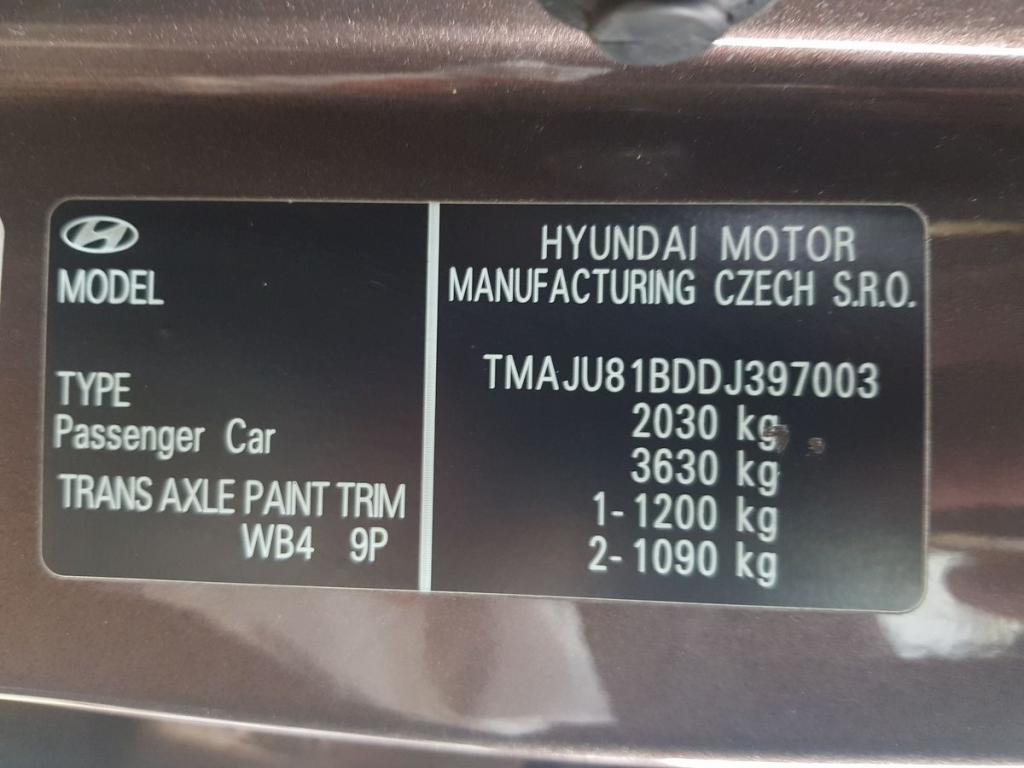 MODEL
TYPE
Passenger Car
TRANS AXLE PAINT TRIM
WB4 9P
HYUNDAI MOTOR
MANUFACTURING CZECH S.R.O.
TMAJU81BDDJ397003
2030 kg
3630 kg
1-1200 kg
2-1090 kg